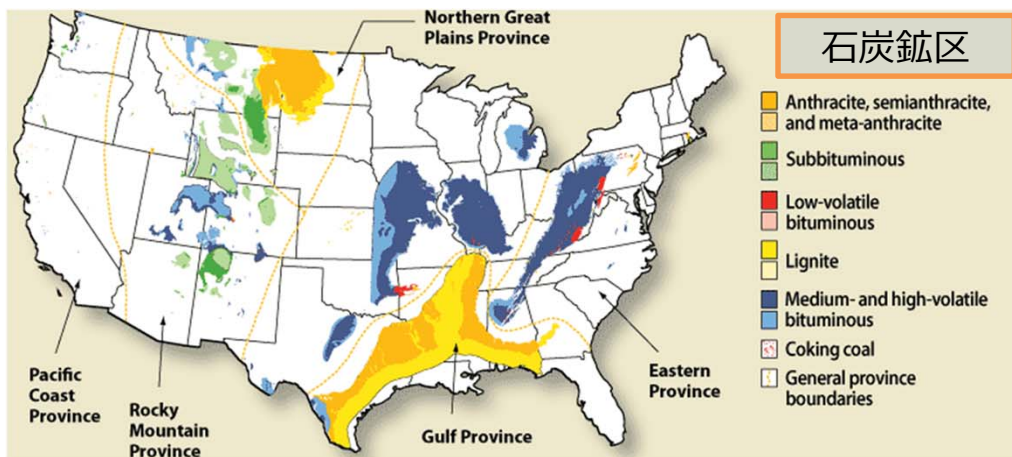 Northern Great
Plains Province
石炭鉱区
Anthracite, semianthracite,
and meta-anthracite
Subbituminous
Low-volatile
bituminous
Lignite
Medium- and high-volatile
bituminous
Coking coal
General province
boundaries
Pacific
Coast
Province
Rocky
Mountain
Province
Gulf Province
Eastern
Province